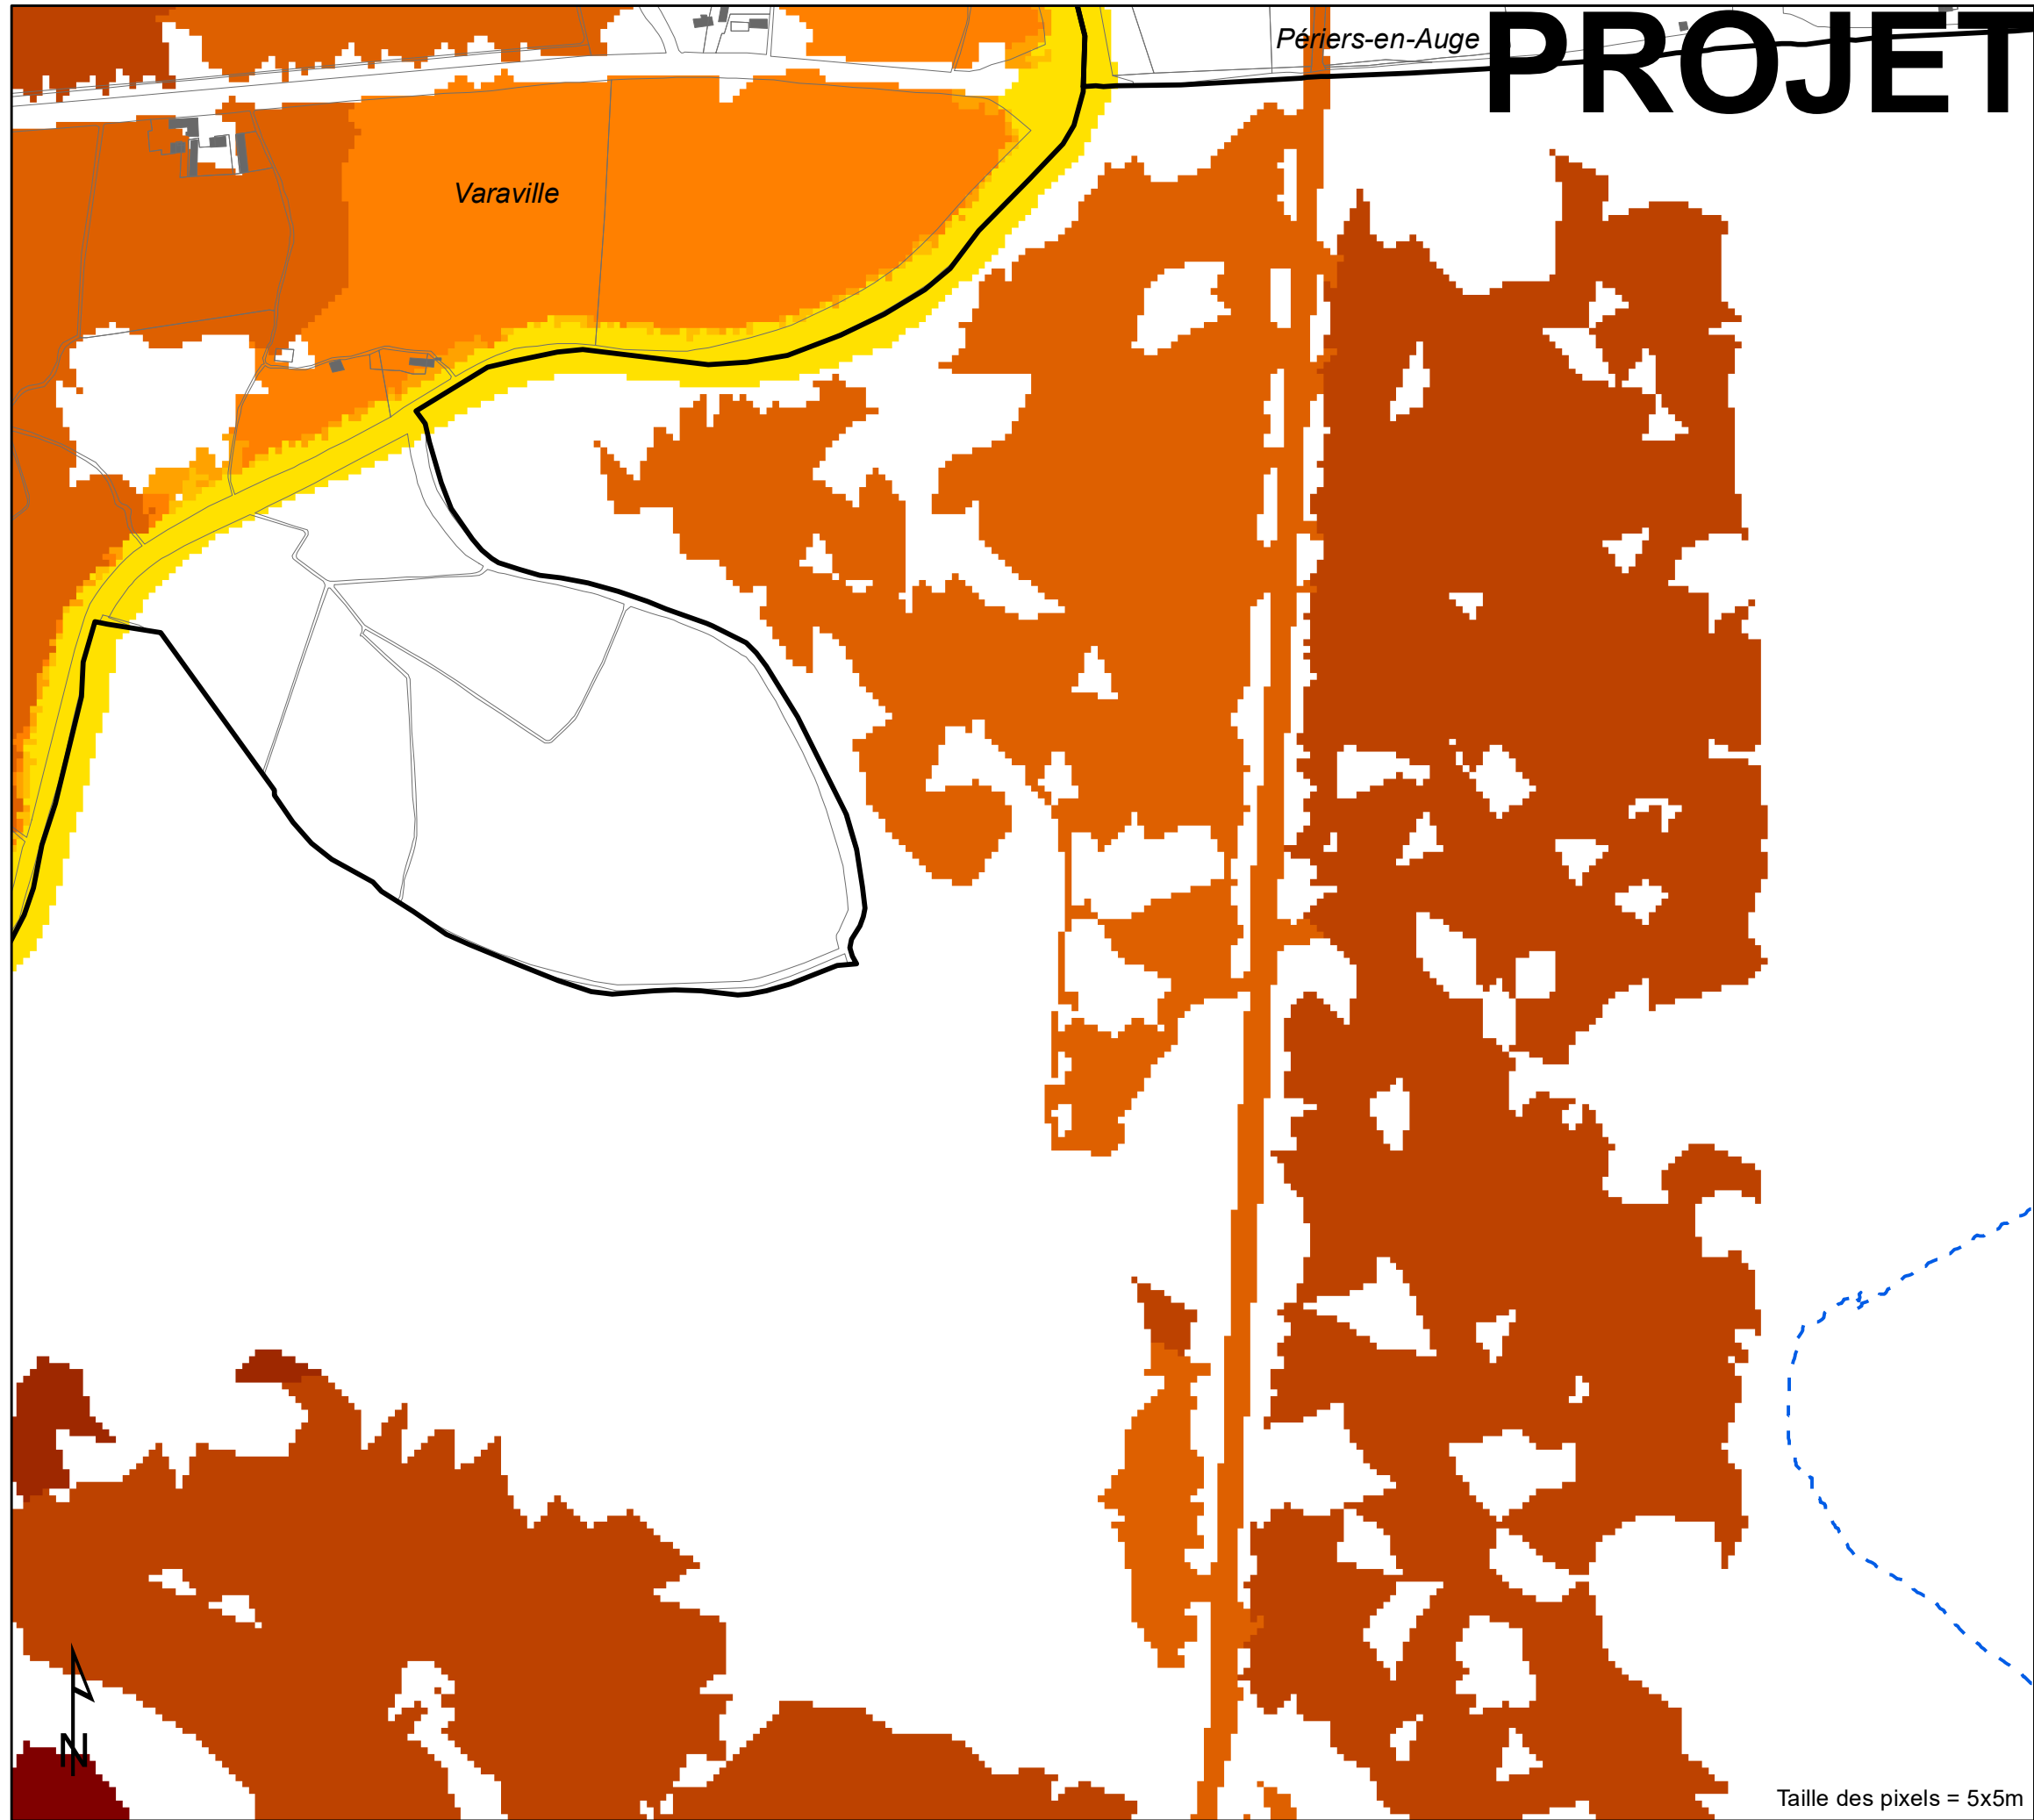 PROJET
Périers-en-Auge
Varaville
N
Taille des pixels = 5x5m